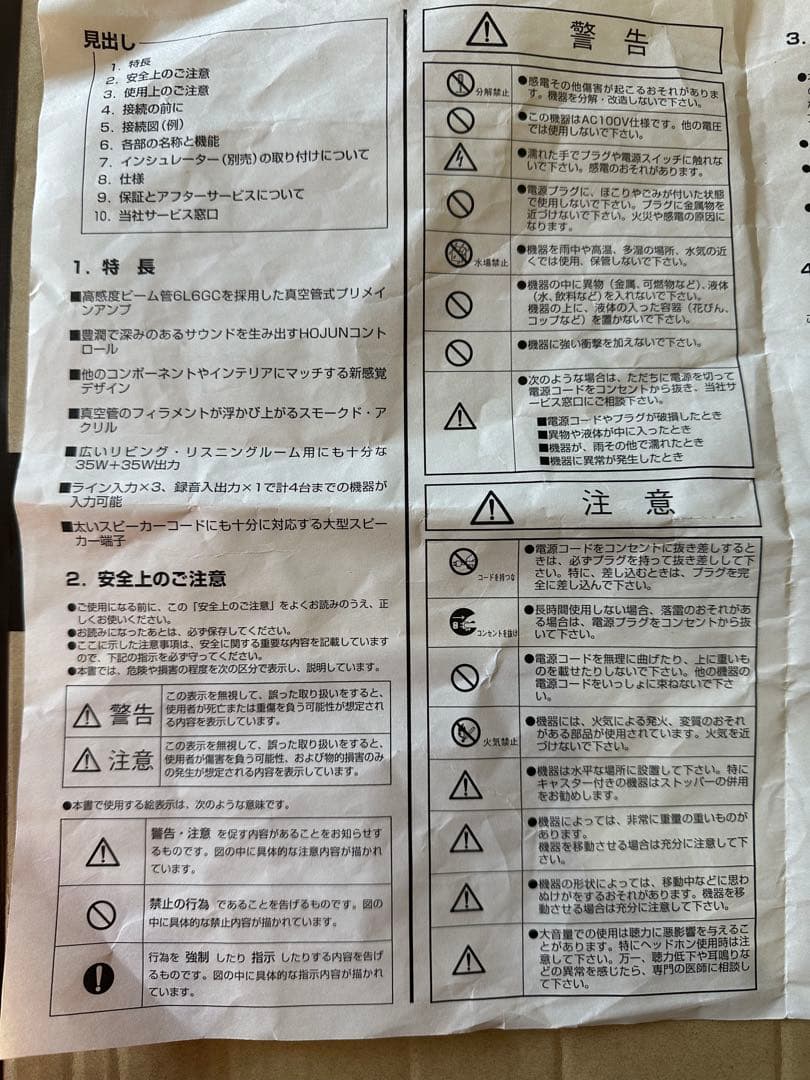 見出し
1. 特長
2. 安全上のご注意
3. 使用上のご注意
4. 接続の前に
5. 接続図(例)
6. 各部の名称と機能
7. インシュレーター(別売)の取り付けについて
8. 仕様
9. 保証とアフターサービスについて
10. 当社サービス窓口
1. 特 長
■高感度ビーム管6L6GCを採用した真空管式プリメイ
ンアンプ
■豊潤で深みのあるサウンドを生み出すHOJUNコント
ロール
■他のコンポーネントやインテリアにマッチする新感覚
デザイン
■真空管のフィラメントが浮かび上がるスモークド・ア
クリル
■広いリビング・リスニングルーム用にも十分な
35W+35W出力
■ライン入力×3、録音入出力×1で計4台までの機器が
入力可能
■太いスピーカーコードにも十分に対応する大型スピー
カー端子
2. 安全上のご注意
●ご使用になる前に、この「安全上のご注意」をよくお読みのうえ、正
しくお使いください。
●お読みになったあとは、必ず保存してください。
●ここに示した注意事項は、安全に関する重要な内容を記載しています
ので、下記の指示を必ず守ってください。
●本書では、危険や損害の程度を次の区分で表示し、説明しています。
警告
この表示を無視して、誤った取り扱いをすると、
使用者が死亡または重傷を負う可能性が想定され
る内容を表示しています。
注意
この表示を無視して、誤った取り扱いをすると、
使用者が傷害を負う可能性、および物的損害のみ
の発生が想定される内容を表示しています。
●本書で使用する絵表示は、次のような意味です。
警告・注意 を促す内容があることをお知らせす
るものです。図の中に具体的な注意内容が描かれ
ています。
禁止の行為 であることを告げるものです。図の
中に具体的な禁止内容が描かれています。
行為を 強制 したり 指示 したりする内容を告げ
るものです。図の中に具体的な指示内容が描かれ
ています。
警 告
分解禁止
●感電その他傷害が起こるおそれがありま
す。機器を分解・改造しないで下さい。
●この機器はAC100V仕様です。他の電圧
では使用しないで下さい。
●濡れた手でプラグや電源スイッチに触れな
いで下さい。感電のおそれがあります。
●電源プラグに、ほこりやごみが付いた状態
で使用しないで下さい。プラグに金属物を
近づけないで下さい。火災や感電の原因に
なります。
水場禁止
●機器を雨中や高温、多湿の場所、水気の近
くでは使用、保管しないで下さい。
●機器の中に異物(金属、可燃物など)、液体
(水、飲料など)を入れないで下さい。
機器の上に、液体の入った容器(花びん、
コップなど)を置かないで下さい。
●機器に強い衝撃を加えないで下さい。
●次のような場合は、ただちに電源を切って
電源コードをコンセントから抜き、当社サ
ービス窓口にご相談下さい。
■電源コードやプラグが破損したとき
■異物や液体が中に入ったとき
■機器が、雨その他で濡れたとき
■機器に異常が発生したとき
注 意
コードを持つな
●電源コードをコンセントに抜き差しすると
きは、必ずプラグを持って抜き差しして下
さい。特に、差し込むときは、プラグを完
全に差し込んで下さい。
コンセントを抜け
●長時間使用しない場合、落雷のおそれがあ
る場合は、電源プラグをコンセントから抜
いて下さい。
●電源コードを無理に曲げたり、上に重いも
のを載せたりしないで下さい。他の機器の
電源コードをいっしょに束ねないで下さ
い。
火気禁止
●機器には、火気による発火、変質のおそれ
がある部品が使用されています。火気を近
づけないで下さい。
●機器は水平な場所に設置して下さい。特に
キャスター付きの機器はストッパーの併用
をお勧めします。
●機器によっては、非常に重量の重いものが
あります。
機器を移動させる場合は充分に注意して下
さい。
●機器の形状によっては、移動中などに思わ
ぬけがをするおそれがあります。機器を移
動させる場合は充分に注意して下さい。
●大音量での使用は聴力に悪影響を与えるこ
とがあります。特にヘッドホン使用時は注
意して下さい。万一、聴力低下や耳鳴りな
どの異常を感じたら、専門の医師に相談し
て下さい。
3.